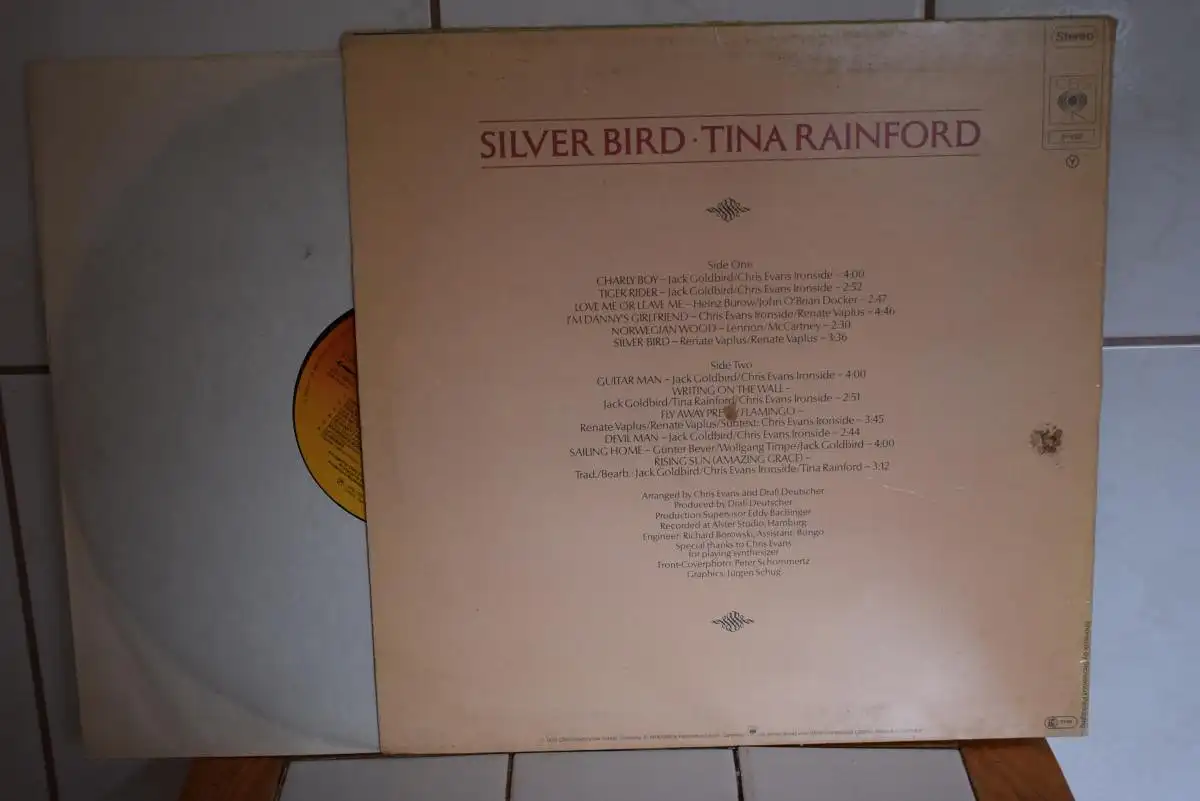 Stereo
CBS
SILVER BIRD · TINA RAINFORD
Side One
CHARLY BOY – Jack Goldbird/Chris Evans Ironside – 4:00
TIGER RIDER – Jack Goldbird/Chris Evans Ironside – 2:52
LOVE ME OR LEAVE ME – Heinz Burow/John O'Brian Docker – 2:47
I'M DANNY'S GIRLFRIEND – Chris Evans Ironside/Renate Vaplus – 4:46
NORWEGIAN WOOD – Lennon/McCartney – 2:30
SILVER BIRD – Renate Vaplus/Renate Vaplus – 3:36
Side Two
GUITAR MAN – Jack Goldbird/Chris Evans Ironside – 4:00
WRITING ON THE WALL –
Jack Goldbird/Tina Rainford/Chris Evans Ironside – 2:51
FLY AWAY FLAMINGO –
Renate Vaplus/Renate Vaplus/Subtext: Chris Evans Ironside – 3:45
DEVIL MAN – Jack Goldbird/Chris Evans Ironside – 2:44
SAILING HOME – Günter Beyer/Wolfgang Timpe/Jack Goldbird – 4:00
RISING SUN (AMAZING GRACE) –
Trad./Bearb.: Jack Goldbird/Chris Evans Ironside/Tina Rainford – 3:12
Arranged by Chris Evans and Drafi Deutscher
Produced by Drafi Deutscher
Production Supervisor Eddy Bachinger
Recorded at Alster Studio, Hamburg
Engineer: Richard Borowski, Assistant: Bongo
Special thanks to Chris Evans
for playing synthesizer
Front-Coverphoto: Peter Schommertz
Graphics: Jürgen Schug